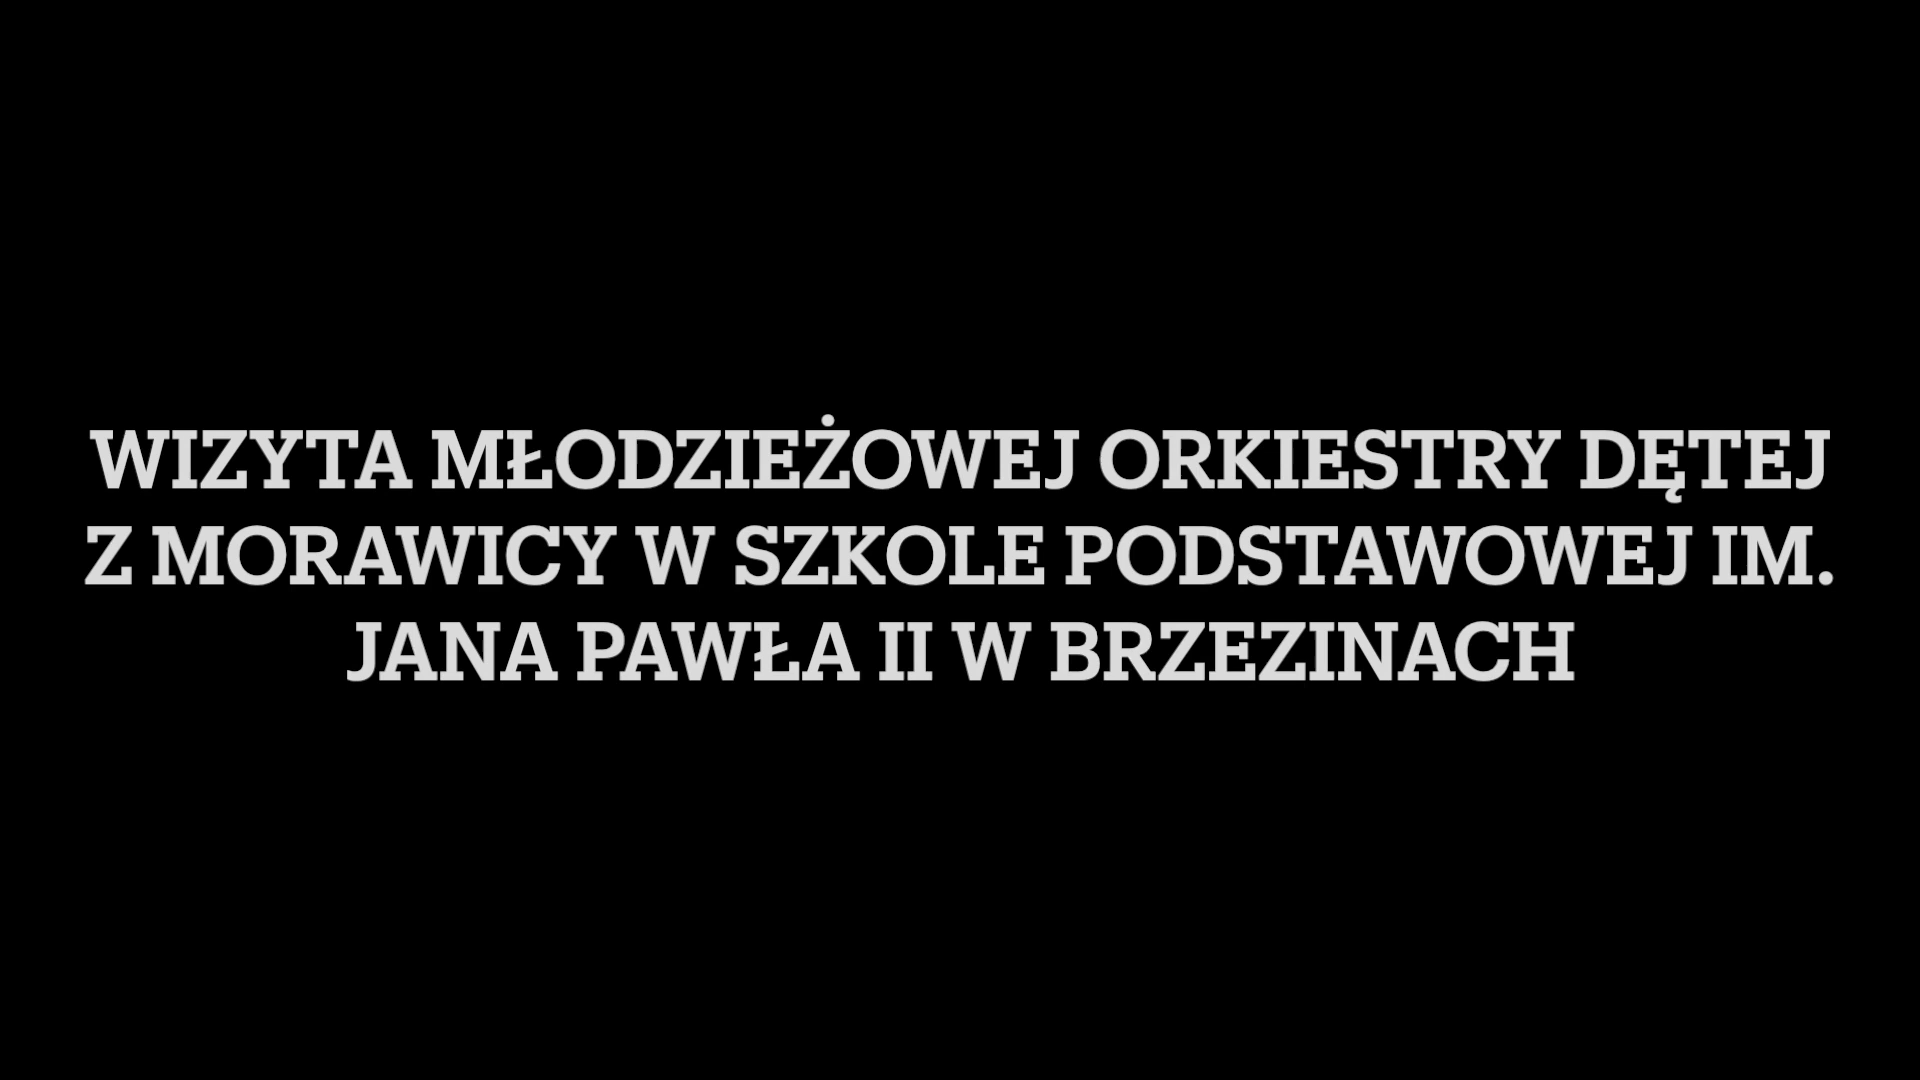 WIZYTA MŁODZIEŻOWEJ ORKIESTRY DĘTEJ
Z MORAWICY W SZKOLE PODSTAWOWEJ IM.
JANA PAWŁA II W BRZEZINACH